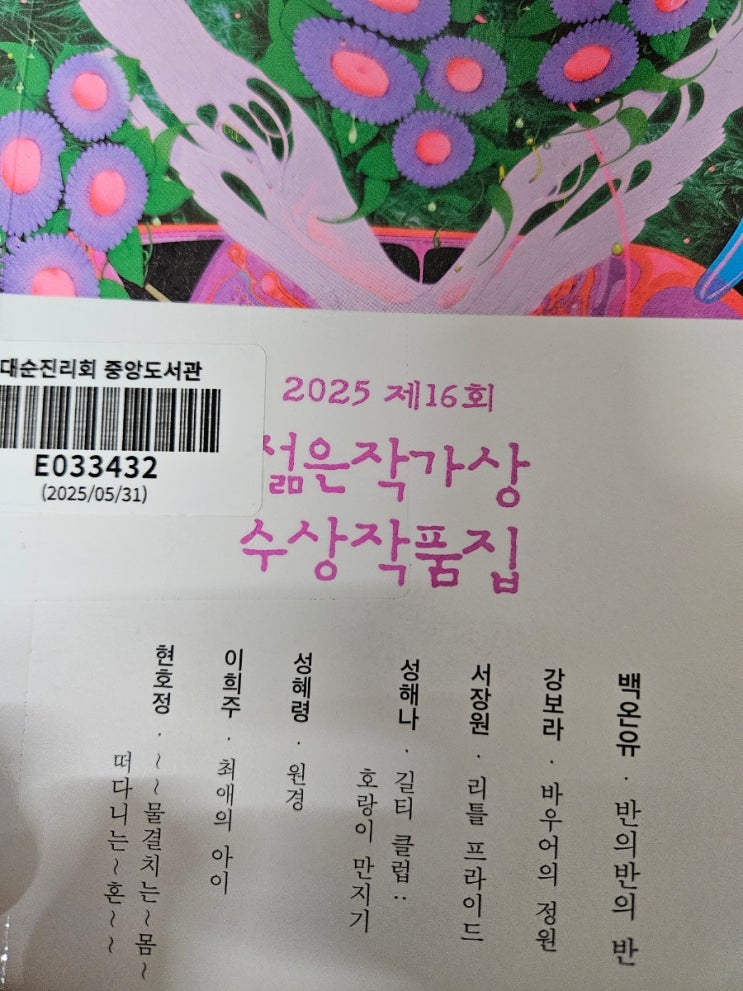 대순진리회 중앙도서관
E033432
(2025/05/31)
2025 제16회
젊은작가상
수상작품집
백온유 · 반의반의 반
강보라 · 바우어의 정원
서장원 · 리틀 프라이드
성해나 · 길티 클럽:
호랑이 만지기
성혜령 · 원경
이희주 · 최애의 아이
현호정 · ~~물결치는~몸~
떠다니는~혼~~